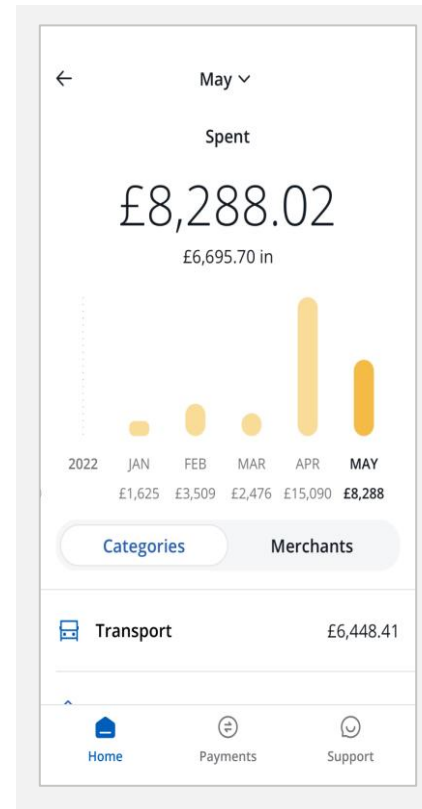 May
Spent
£8,288.02
£6,695.70 in
2022 JAN FEB MAR APR MAY
£1,625 £3,509 £2,476 £15,090 £8,288
Categories Merchants
Transport £6,448.41
Home Payments Support